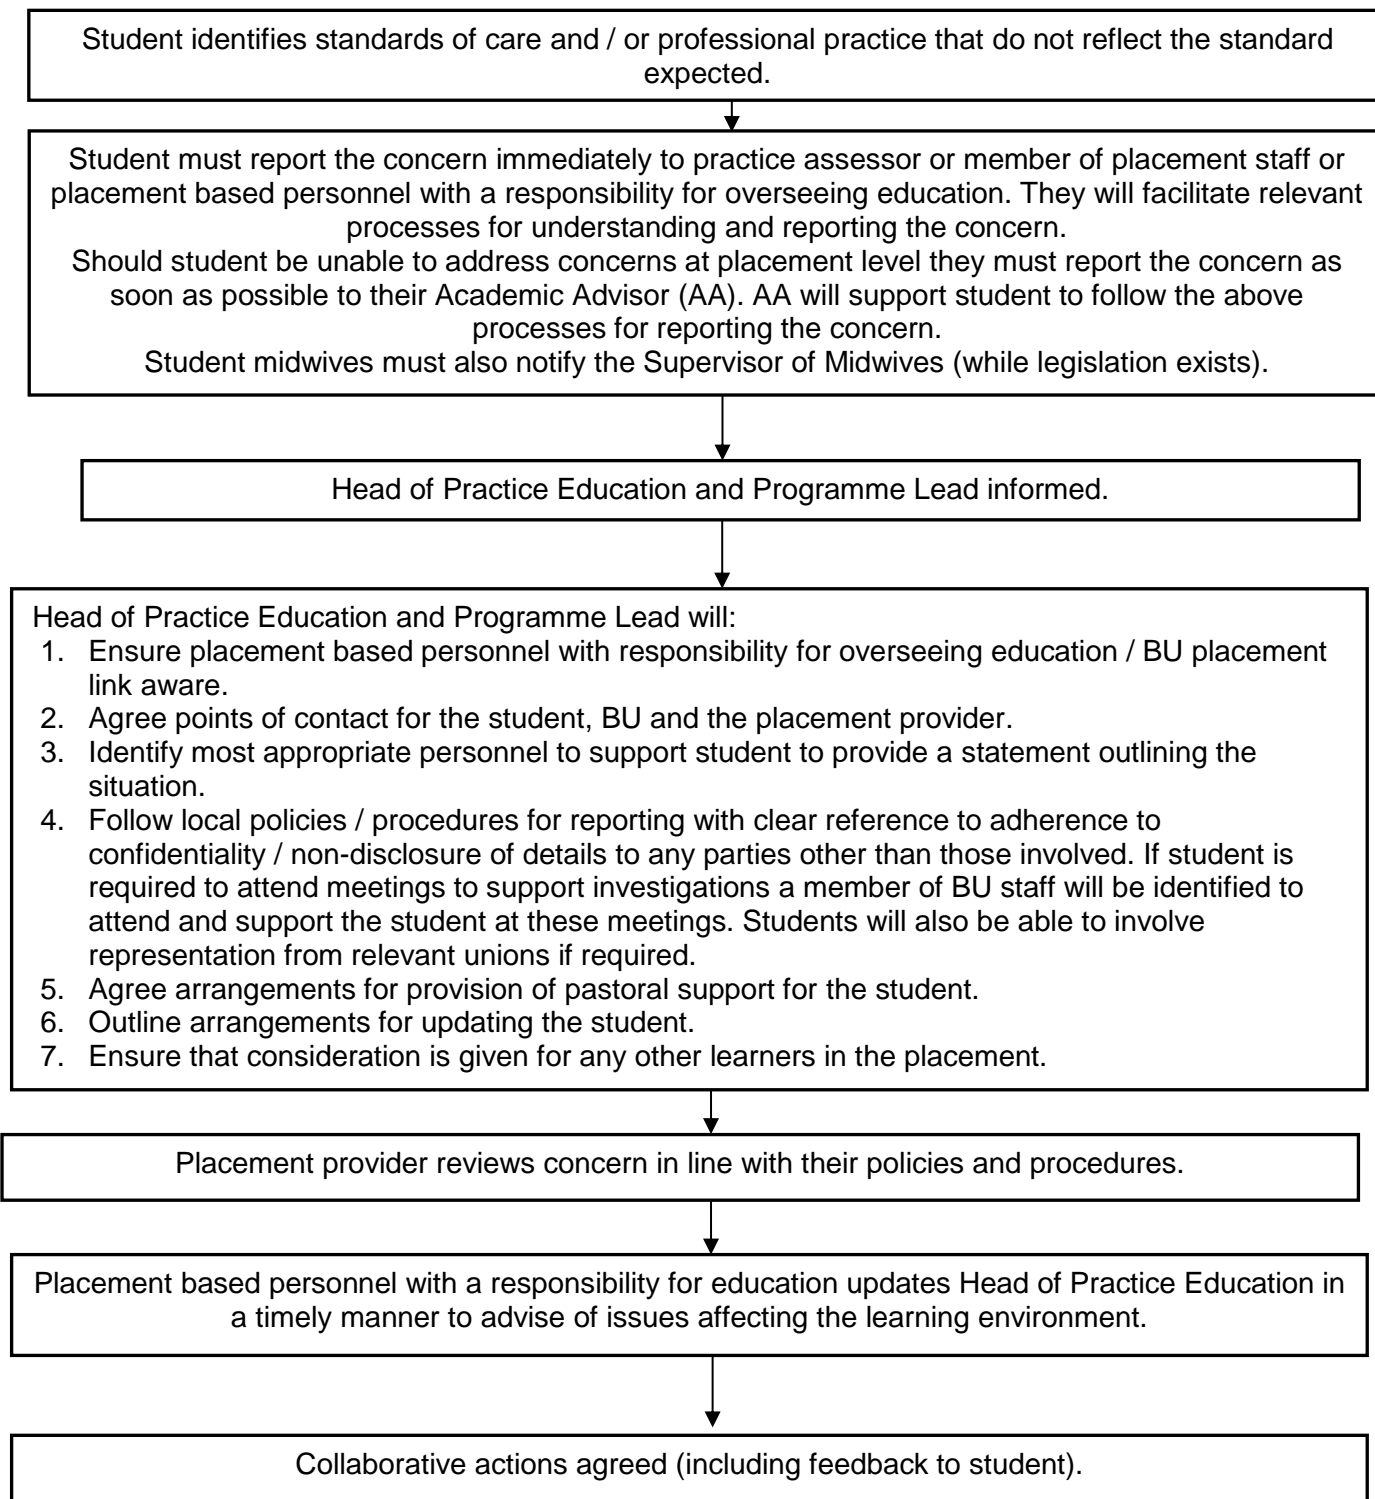 Student identifies standards of care and / or professional practice that do not reflect the standard
expected.
Student must report the concern immediately to practice assessor or member of placement staff or
placement based personnel with a responsibility for overseeing education. They will facilitate relevant
processes for understanding and reporting the concern.
Should student be unable to address concerns at placement level they must report the concern as
soon as possible to their Academic Advisor (AA). AA will support student to follow the above
processes for reporting the concern.
Student midwives must also notify the Supervisor of Midwives (while legislation exists).
Head of Practice Education and Programme Lead informed.
Head of Practice Education and Programme Lead will:
1. Ensure placement based personnel with responsibility for overseeing education / BU placement
link aware.
2. Agree points of contact for the student, BU and the placement provider.
3. Identify most appropriate personnel to support student to provide a statement outlining the
situation.
4. Follow local policies / procedures for reporting with clear reference to adherence to
confidentiality / non-disclosure of details to any parties other than those involved. If student is
required to attend meetings to support investigations a member of BU staff will be identified to
attend and support the student at these meetings. Students will also be able to involve
representation from relevant unions if required.
5. Agree arrangements for provision of pastoral support for the student.
6. Outline arrangements for updating the student.
7. Ensure that consideration is given for any other learners in the placement.
Placement provider reviews concern in line with their policies and procedures.
Placement based personnel with a responsibility for education updates Head of Practice Education in
a timely manner to advise of issues affecting the learning environment.
Collaborative actions agreed (including feedback to student).